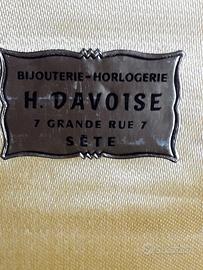 BIJOUTERIE-HORLOGERIE
H. DAVOISE
7 GRANDE RUE 7
SÈTE